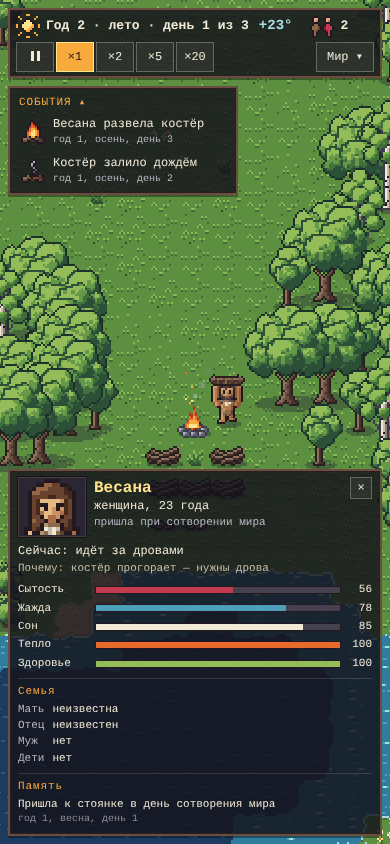 Год 2 · лето · день 1 из 3 +23° 2
×1 ×2 ×5 ×20 Мир ▾
СОБЫТИЯ ▴
Весана развела костёр
год 1, осень, день 3
Костёр залило дождём
год 1, осень, день 2
Весана
×
женщина, 23 года
пришла при сотворении мира
Сейчас: идёт за дровами
Почему: костёр прогорает — нужны дрова
Сытость 56
Жажда 78
Сон 85
Тепло 100
Здоровье 100
Семья
Мать неизвестна
Отец неизвестен
Муж нет
Дети нет
Память
Пришла к стоянке в день сотворения мира
год 1, весна, день 1